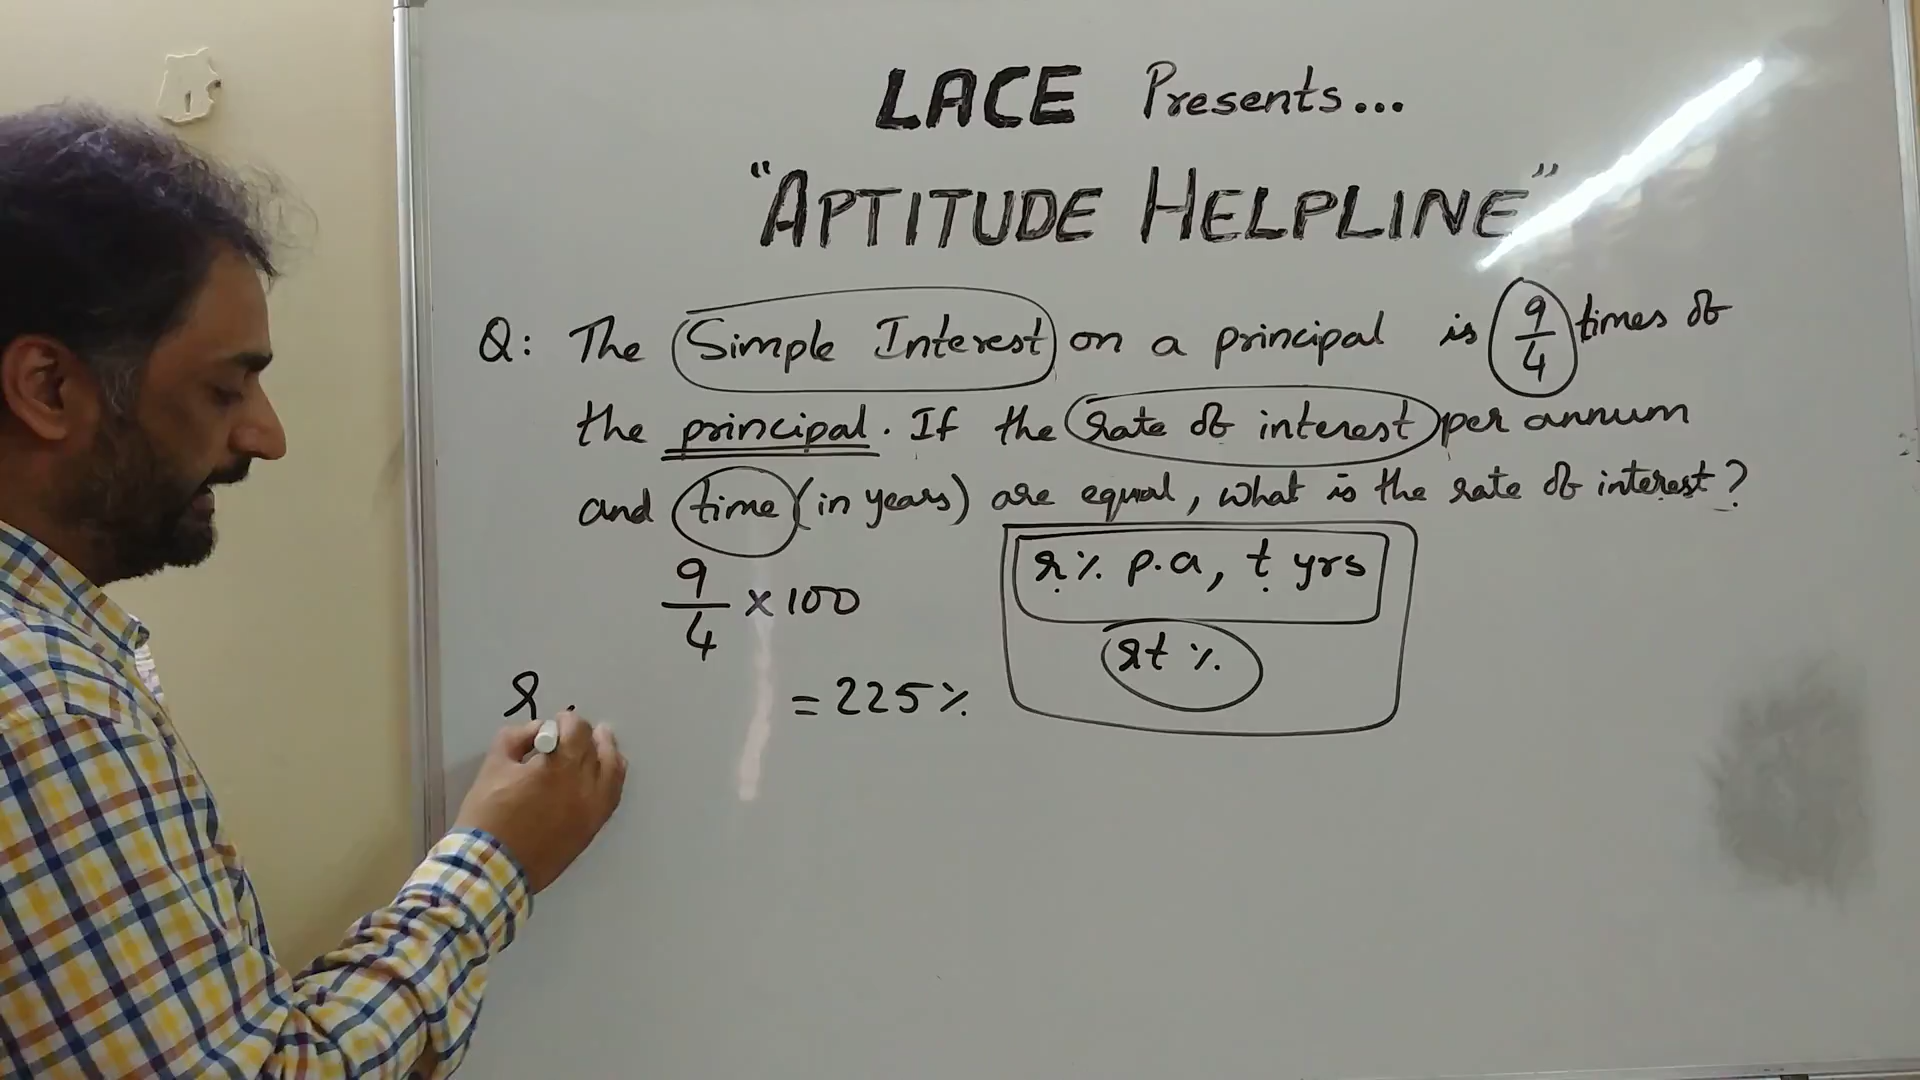 LACE Presents...
"APTITUDE HELPLINE"
Q: The Simple Interest on a principal is 9/4 times of
the principal. If the rate of interest per annum
and time (in years) are equal, what is the rate of interest?
9/4 × 100
= 225%
r
r% p.a, t yrs
rt %